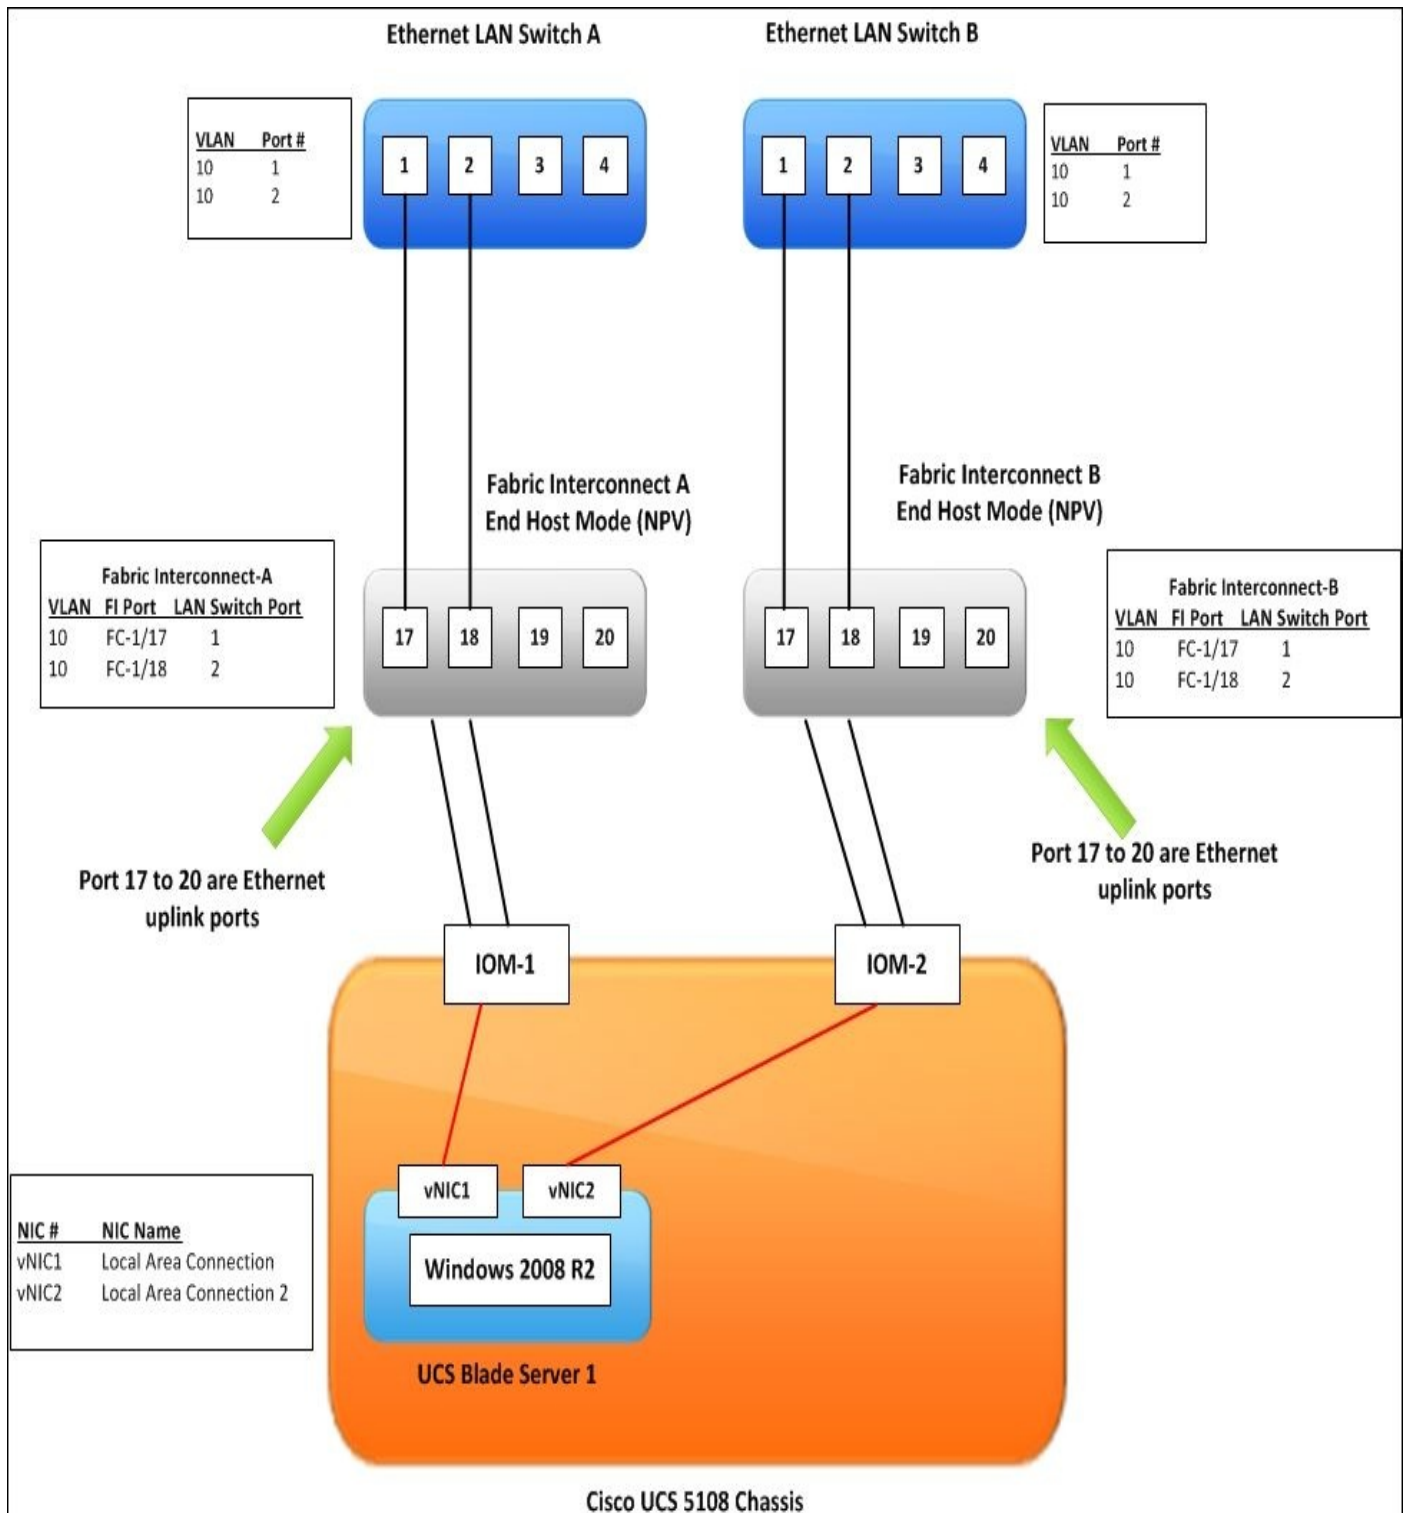 Ethernet LAN Switch A
Ethernet LAN Switch B
VLAN Port #
10 1
10 2
1 2 3 4
1 2 3 4
VLAN Port #
10 1
10 2
Fabric Interconnect A
End Host Mode (NPV)
Fabric Interconnect B
End Host Mode (NPV)
Fabric Interconnect-A
VLAN FI Port LAN Switch Port
10 FC-1/17 1
10 FC-1/18 2
17 18 19 20
17 18 19 20
Fabric Interconnect-B
VLAN FI Port LAN Switch Port
10 FC-1/17 1
10 FC-1/18 2
Port 17 to 20 are Ethernet
uplink ports
Port 17 to 20 are Ethernet
uplink ports
IOM-1
IOM-2
vNIC1
vNIC2
NIC # NIC Name
vNIC1 Local Area Connection
vNIC2 Local Area Connection 2
Windows 2008 R2
UCS Blade Server 1
Cisco UCS 5108 Chassis